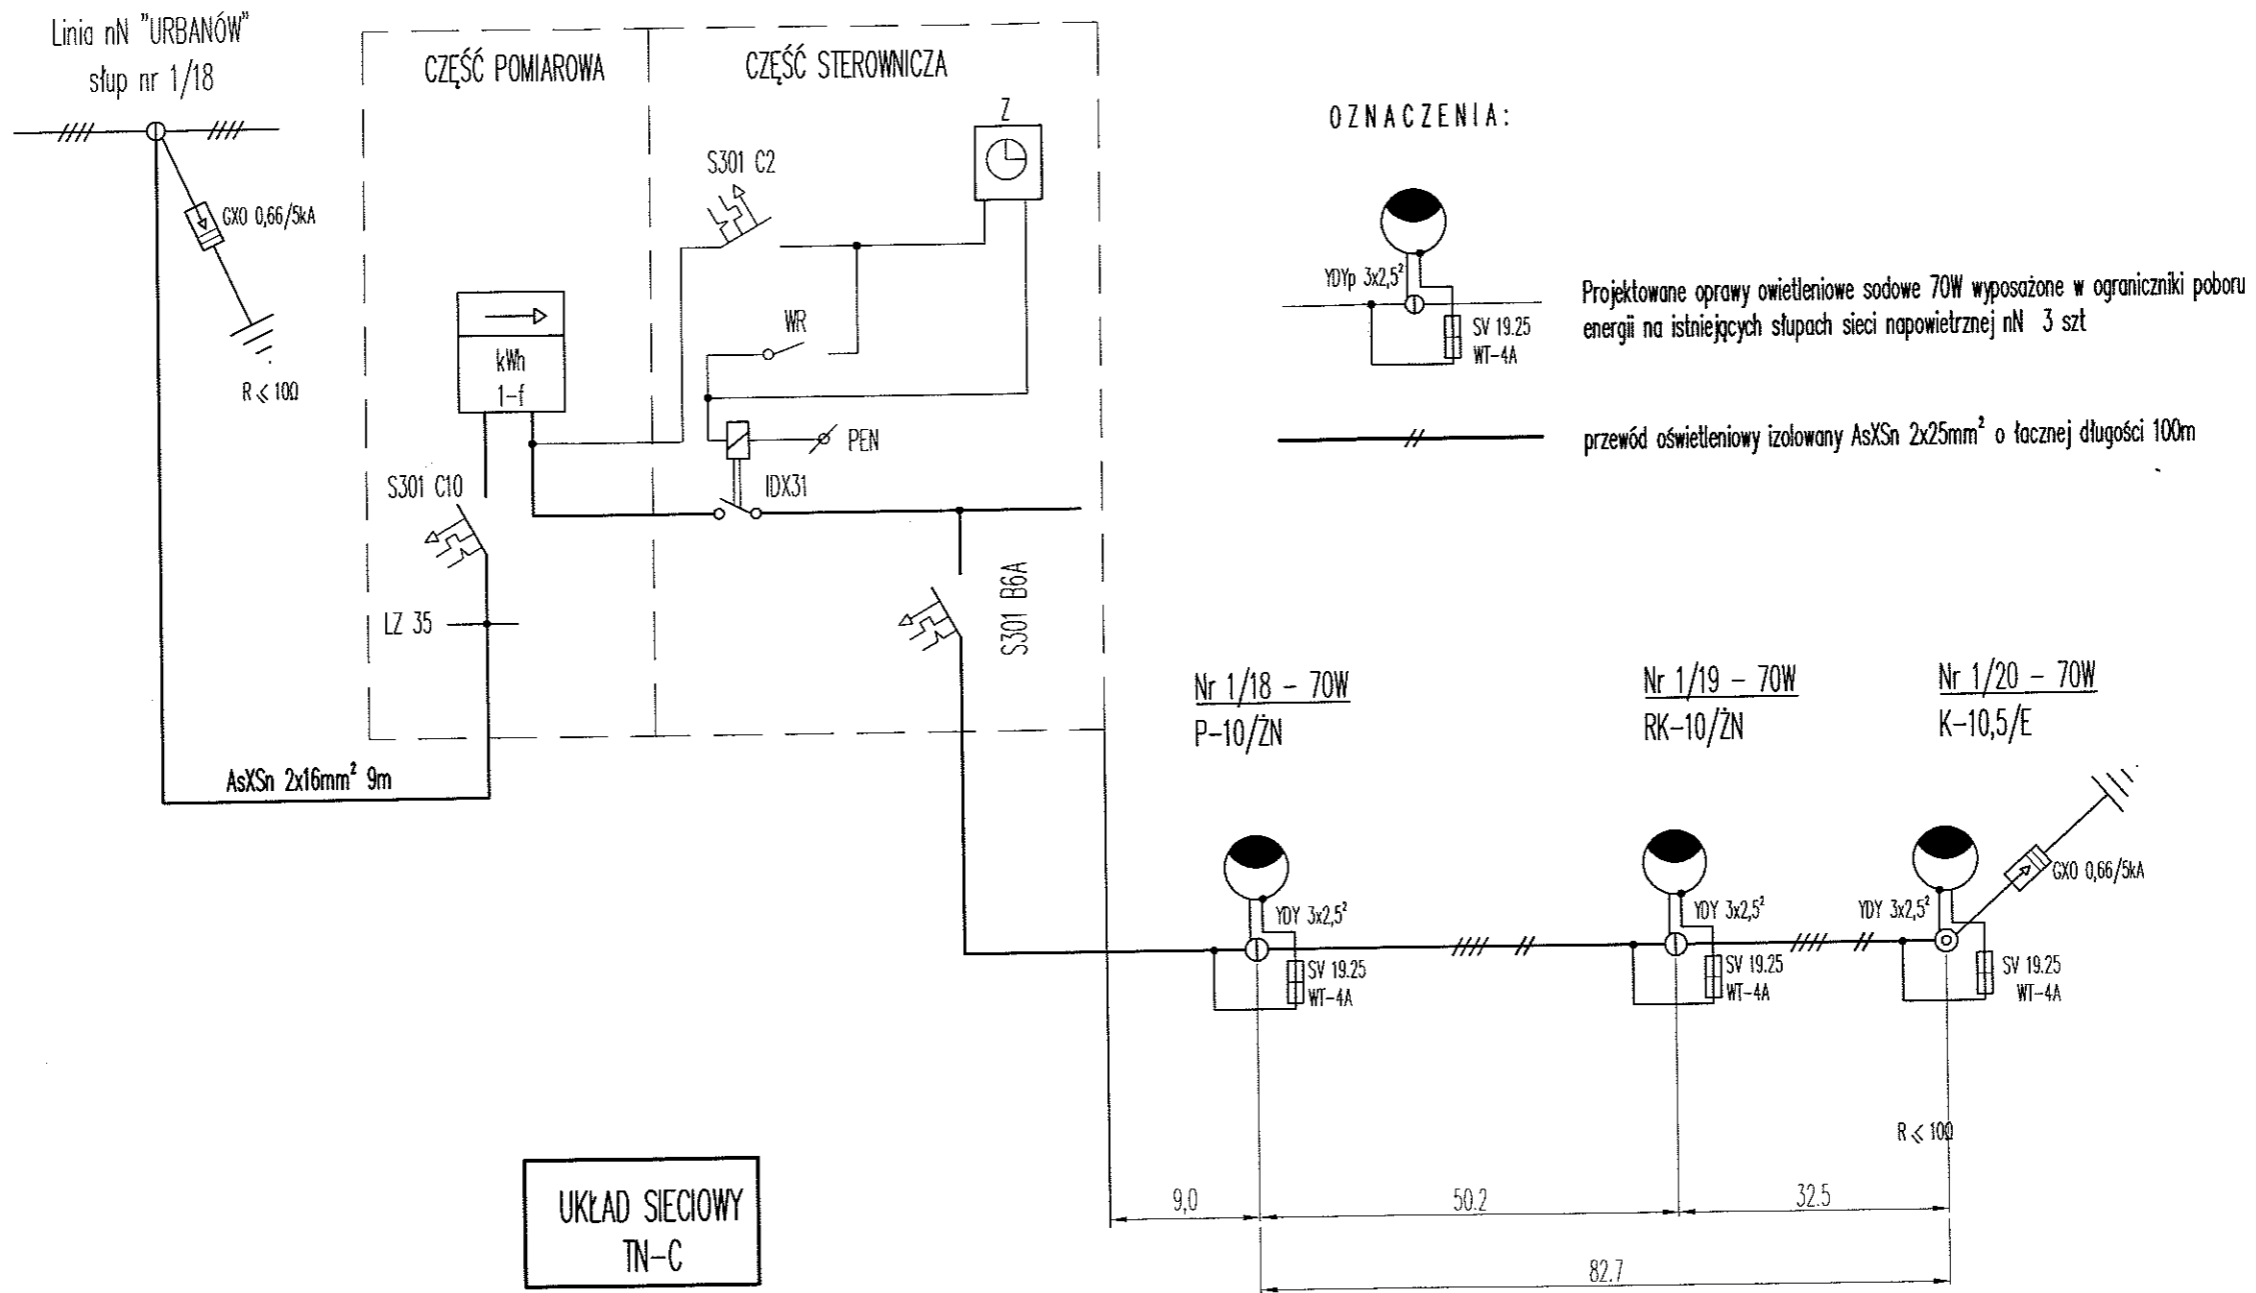 Linia nN "URBANÓW"
słup nr 1/18
GXO 0,66/5kA
R ≤ 10Ω
CZĘŚĆ POMIAROWA
CZĘŚĆ STEROWNICZA
Z
S301 C2
WR
kWh
1-f
PEN
S301 C10
IDX31
LZ 35
S301 B6A
AsXSn 2x16mm² 9m
OZNACZENIA:
YDYp 3x2,5²
SV 19.25
WT-4A
Projektowane oprawy owietleniowe sodowe 70W wyposażone w ograniczniki poboru
energii na istniejących słupach sieci napowietrznej nN 3 szt
przewód oświetleniowy izolowany AsXSn 2x25mm² o łacznej długości 100m
Nr 1/18 - 70W
P-10/ŻN
Nr 1/19 - 70W
RK-10/ŻN
Nr 1/20 - 70W
K-10,5/E
GXO 0,66/5kA
YDY 3x2,5²
SV 19.25
WT-4A
YDY 3x2,5²
SV 19.25
WT-4A
YDY 3x2,5²
SV 19.25
WT-4A
R ≤ 10Ω
9,0
50.2
32.5
82.7
UKŁAD SIECIOWY
TN-C